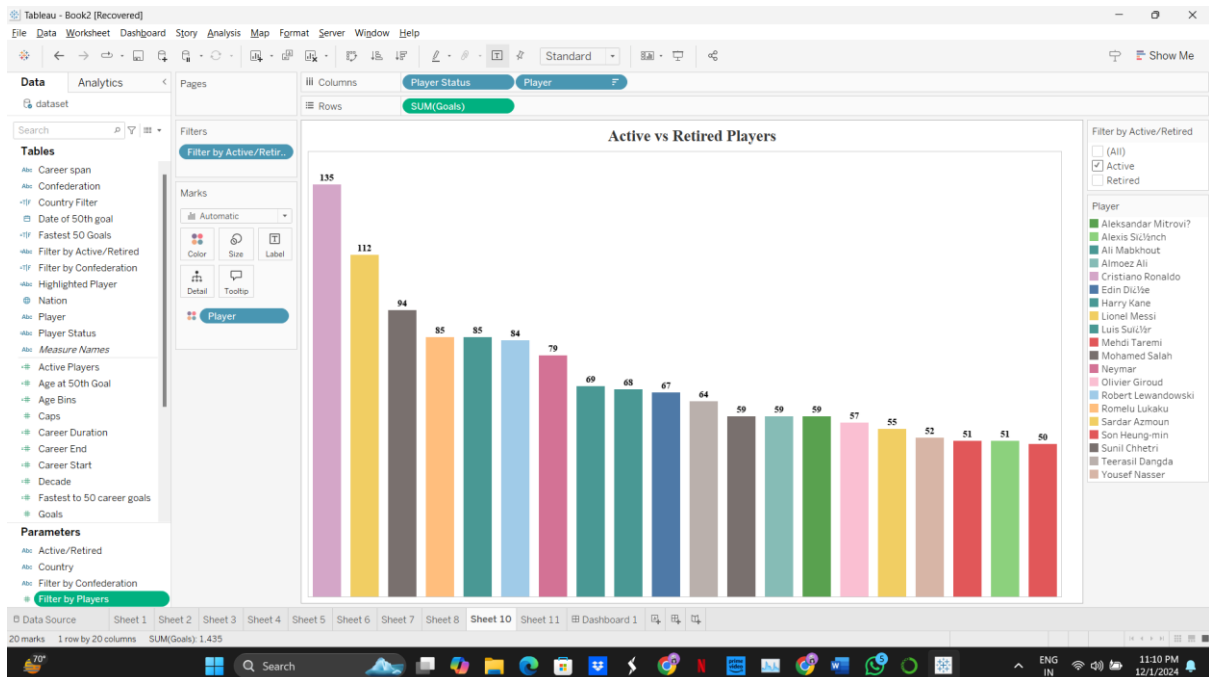 Tableau - Book2 [Recovered]
File Data Worksheet Dashboard Story Analysis Map Format Server Window Help
Standard
Show Me
Data Analytics
dataset
Search
Tables
Career span
Confederation
Country Filter
Date of 50th goal
Fastest 50 Goals
Filter by Active/Retired
Filter by Confederation
Highlighted Player
Nation
Player
Player Status
Measure Names
Active Players
Age at 50th Goal
Age Bins
Caps
Career Duration
Career End
Career Start
Decade
Fastest to 50 career goals
Goals
Parameters
Active/Retired
Country
Filter by Confederation
Filter by Players
Pages
Filters
Filter by Active/Retir..
Marks
Automatic
Color Size Label
Detail Tooltip
Player
Columns Player Status Player
Rows SUM(Goals)
Active vs Retired Players
135
112
94
85
85
84
79
69
68
67
64
59
59
59
57
55
52
51
51
50
Filter by Active/Retired
(All)
Active
Retired
Player
Aleksandar Mitrovi?
Alexis Sï¿½nch
Ali Mabkhout
Almoez Ali
Cristiano Ronaldo
Edin Dï¿½e
Harry Kane
Lionel Messi
Luis Suï¿½r
Mehdi Taremi
Mohamed Salah
Neymar
Olivier Giroud
Robert Lewandowski
Romelu Lukaku
Sardar Azmoun
Son Heung-min
Sunil Chhetri
Teerasil Dangda
Yousef Nasser
Data Source Sheet 1 Sheet 2 Sheet 3 Sheet 4 Sheet 5 Sheet 6 Sheet 7 Sheet 8 Sheet 10 Sheet 11 Dashboard 1
20 marks 1 row by 20 columns SUM(Goals): 1,435
70°
Search
ENG
IN
11:10 PM
12/1/2024